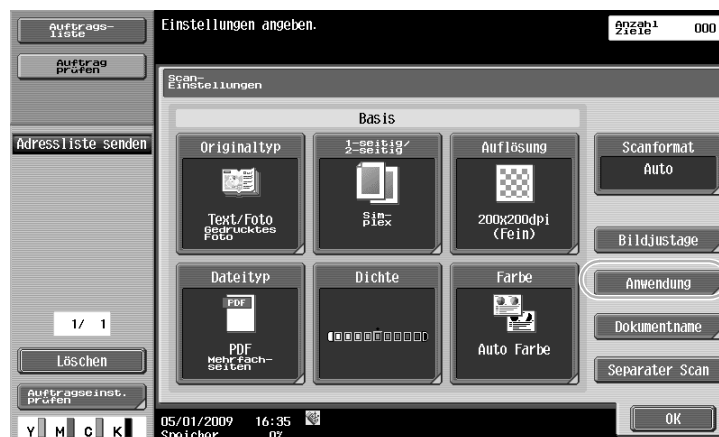 Auftrags-
liste
Auftrag
prüfen
Einstellungen angeben.
Anzahl
Ziele
000
Scan-
Einstellungen
Basis
Adressliste senden
Originaltyp
Text/Foto
Gedrucktes
Foto
1-seitig/
2-seitig
Sim-
plex
Auflösung
200x200dpi
(Fein)
Scanformat
Auto
Bildjustage
Anwendung
Dokumentname
Separater Scan
Dateityp
PDF
PDF
Mehrfach-
seiten
Dichte
Farbe
Auto Farbe
1/ 1
Löschen
Auftragseinst.
prüfen
Y M C K
05/01/2009 16:35
Speicher 0%
OK